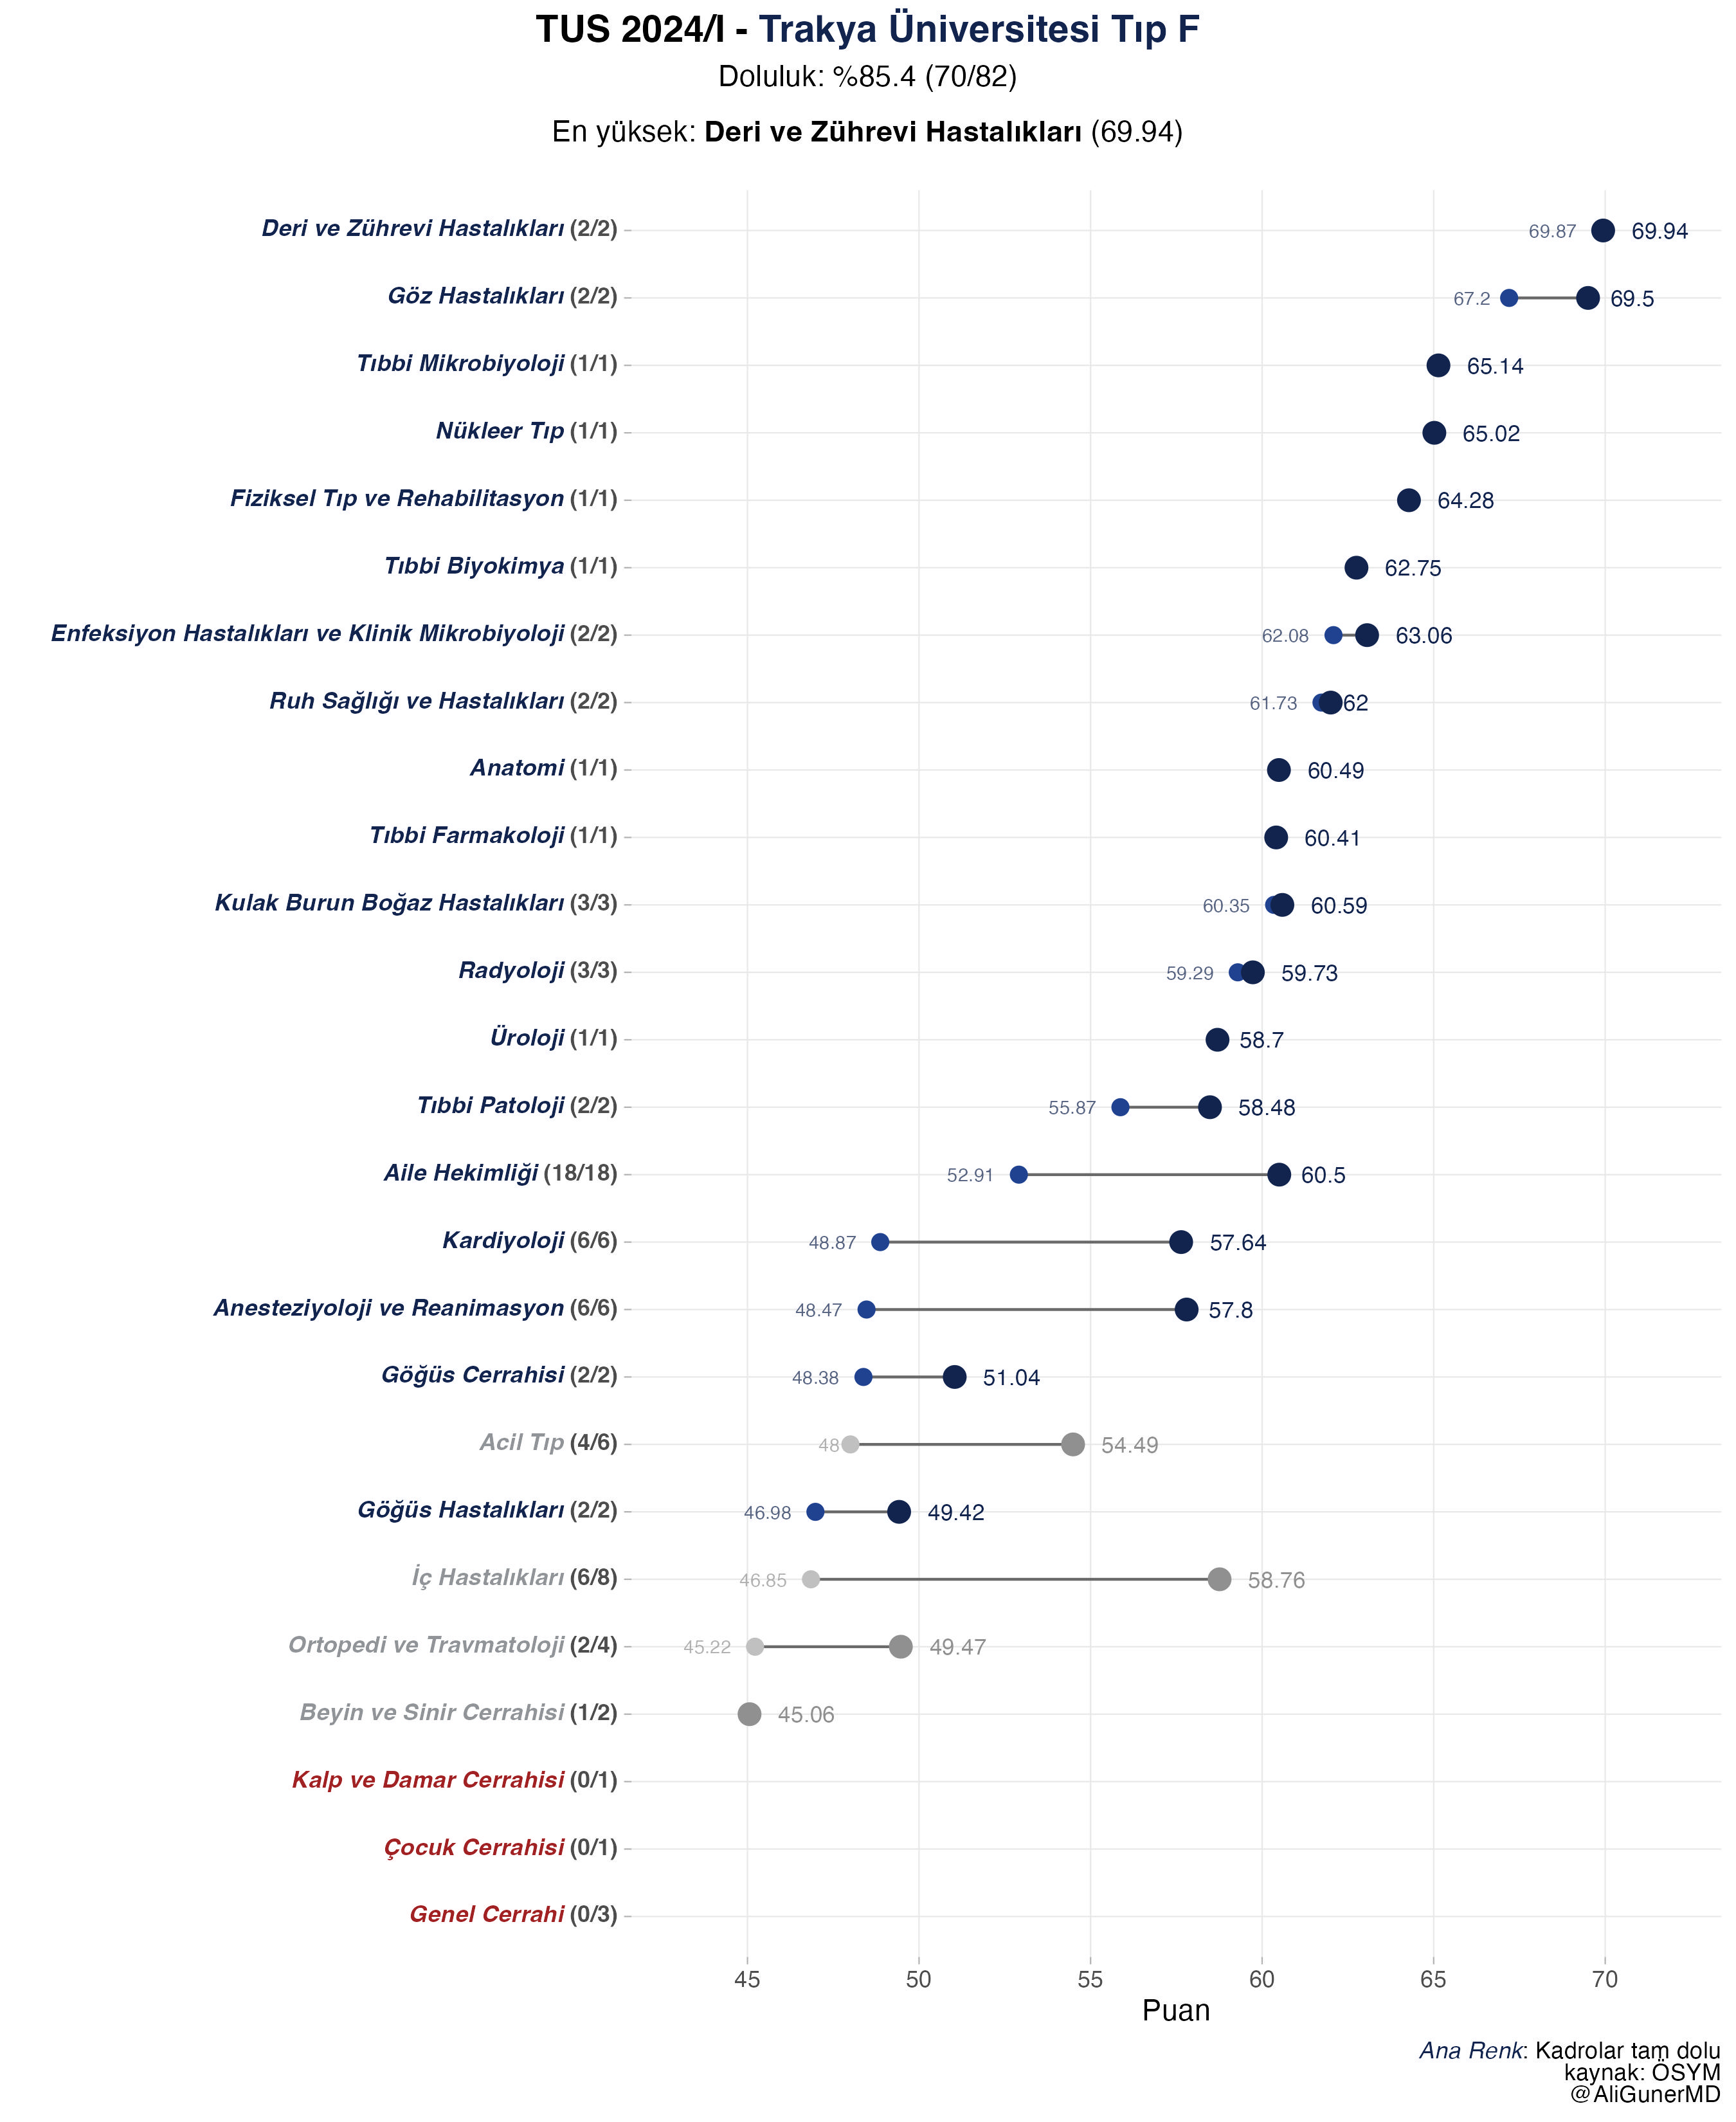 TUS 2024/I - Trakya Üniversitesi Tıp F
Doluluk: %85.4 (70/82)
En yüksek: Deri ve Zührevi Hastalıkları (69.94)
Deri ve Zührevi Hastalıkları (2/2) 69.87 69.94
Göz Hastalıkları (2/2) 67.2 69.5
Tıbbi Mikrobiyoloji (1/1) 65.14
Nükleer Tıp (1/1) 65.02
Fiziksel Tıp ve Rehabilitasyon (1/1) 64.28
Tıbbi Biyokimya (1/1) 62.75
Enfeksiyon Hastalıkları ve Klinik Mikrobiyoloji (2/2) 62.08 63.06
Ruh Sağlığı ve Hastalıkları (2/2) 61.73 62
Anatomi (1/1) 60.49
Tıbbi Farmakoloji (1/1) 60.41
Kulak Burun Boğaz Hastalıkları (3/3) 60.35 60.59
Radyoloji (3/3) 59.29 59.73
Üroloji (1/1) 58.7
Tıbbi Patoloji (2/2) 55.87 58.48
Aile Hekimliği (18/18) 52.91 60.5
Kardiyoloji (6/6) 48.87 57.64
Anesteziyoloji ve Reanimasyon (6/6) 48.47 57.8
Göğüs Cerrahisi (2/2) 48.38 51.04
Acil Tıp (4/6) 48 54.49
Göğüs Hastalıkları (2/2) 46.98 49.42
İç Hastalıkları (6/8) 46.85 58.76
Ortopedi ve Travmatoloji (2/4) 45.22 49.47
Beyin ve Sinir Cerrahisi (1/2) 45.06
Kalp ve Damar Cerrahisi (0/1)
Çocuk Cerrahisi (0/1)
Genel Cerrahi (0/3)
45 50 55 60 65 70
Puan
Ana Renk: Kadrolar tam dolu
kaynak: ÖSYM
@AliGunerMD